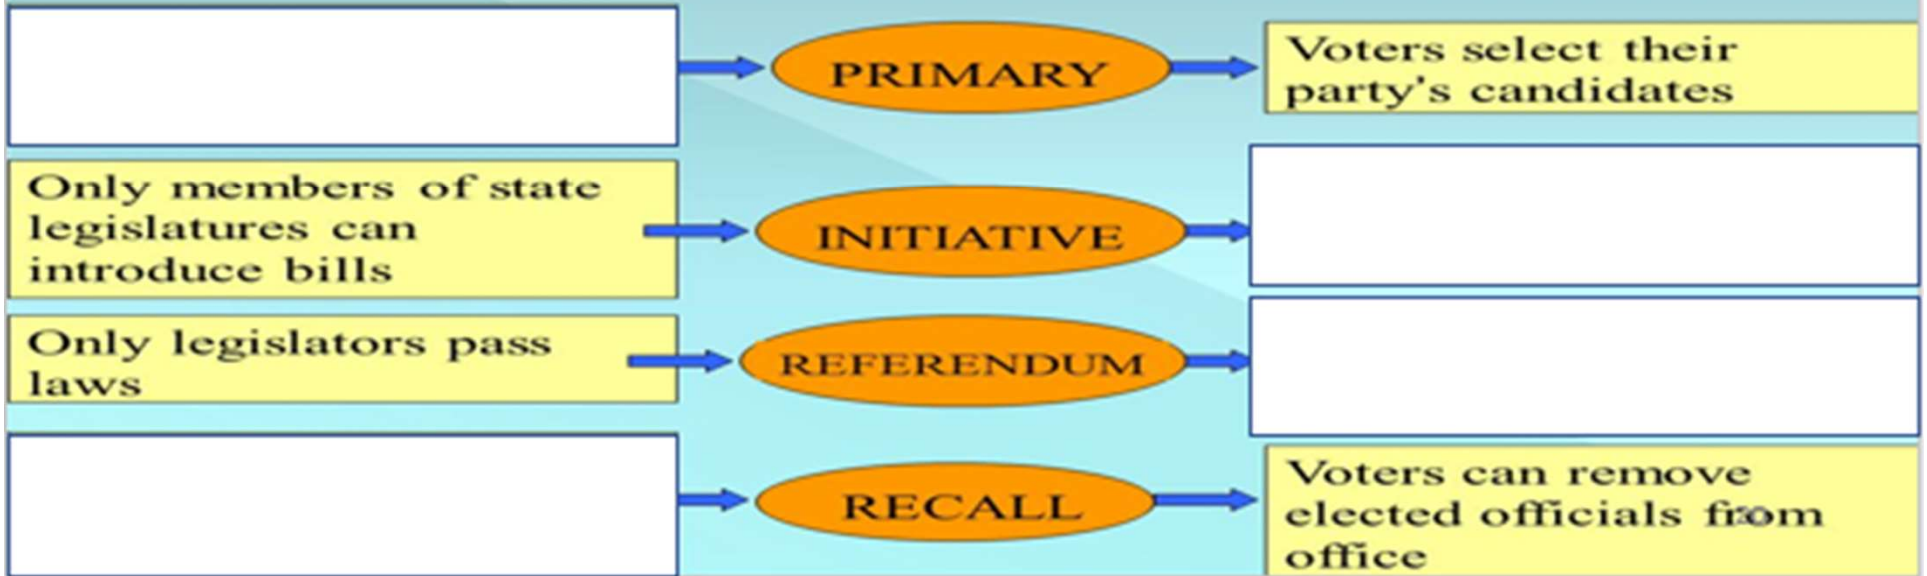 PRIMARY
Voters select their
party's candidates
Only members of state
legislatures can
introduce bills
INITIATIVE
Only legislators pass
laws
REFERENDUM
RECALL
Voters can remove
elected officials from
office